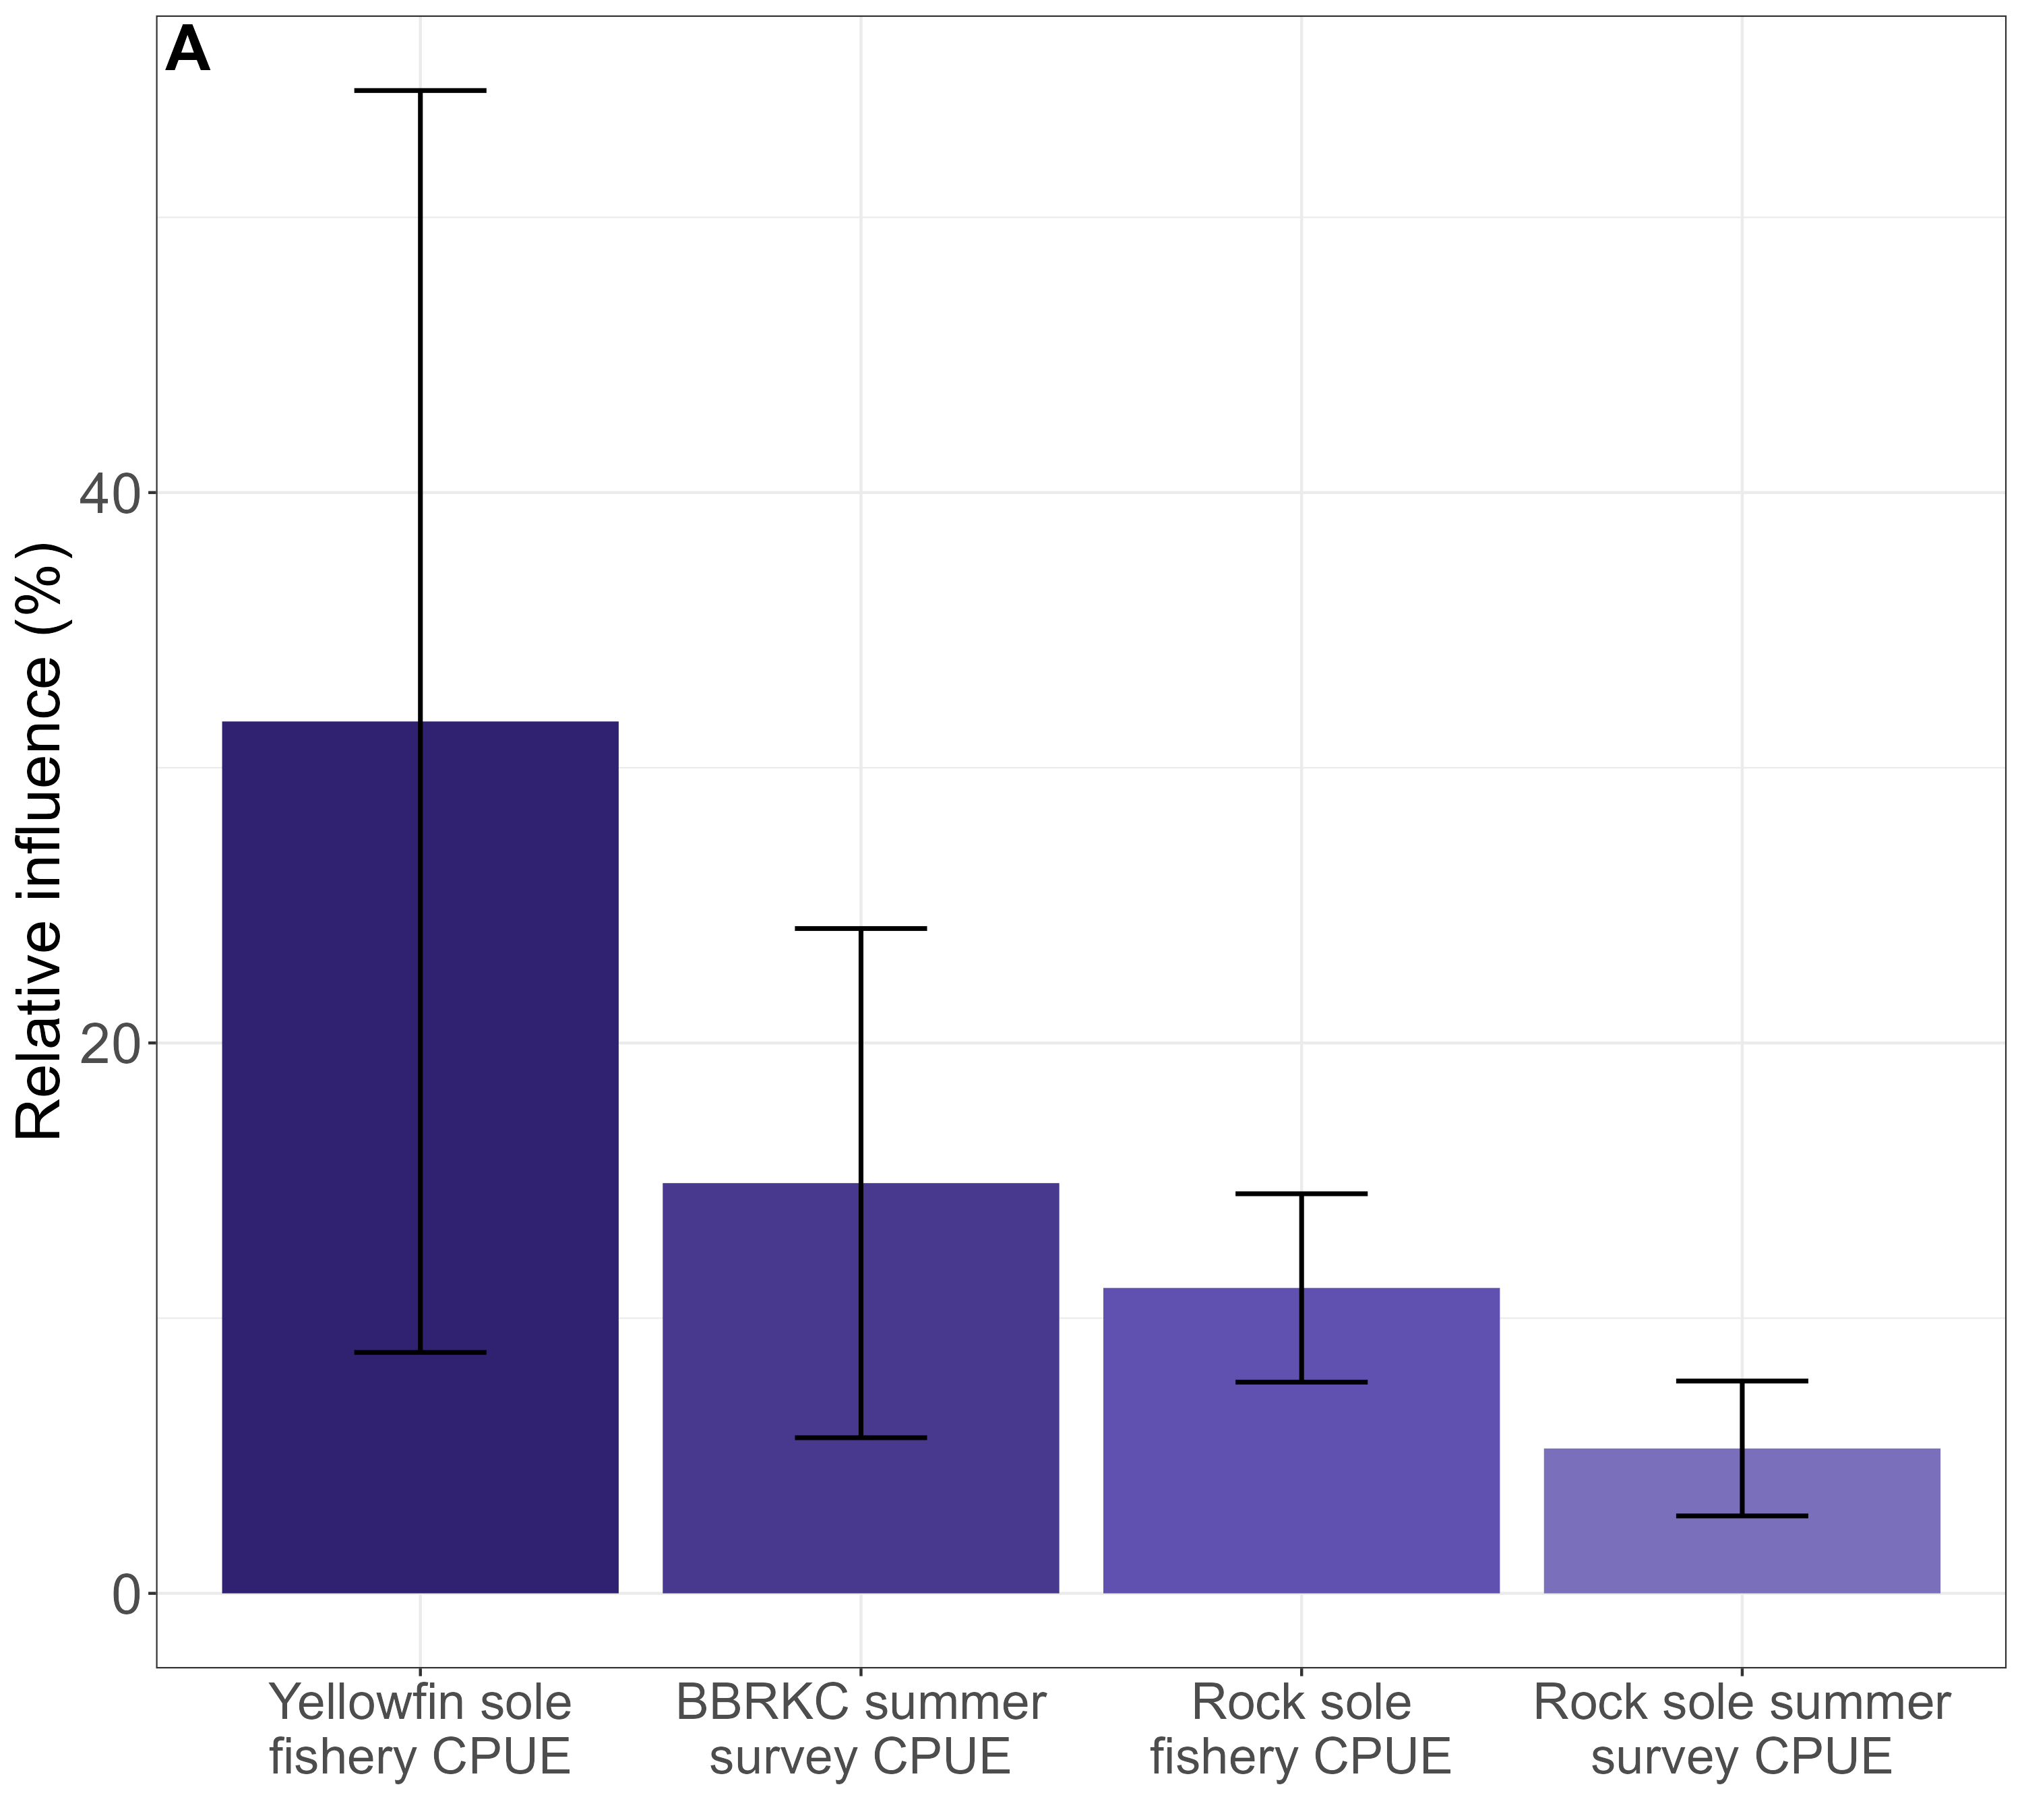 A
Relative influence (%)
40
20
0
Yellowfin sole
fishery CPUE
BBRKC summer
survey CPUE
Rock sole
fishery CPUE
Rock sole summer
survey CPUE